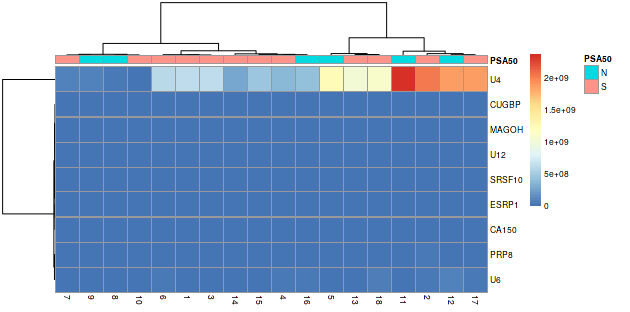 PSA50
U4
CUGBP
MAGOH
U12
SRSF10
ESRP1
CA150
PRP8
U6
7 9 8 10 6 1 3 14 15 4 16 5 13 18 11 2 12 17
2e+09
1.5e+09
1e+09
5e+08
0
PSA50
N
S